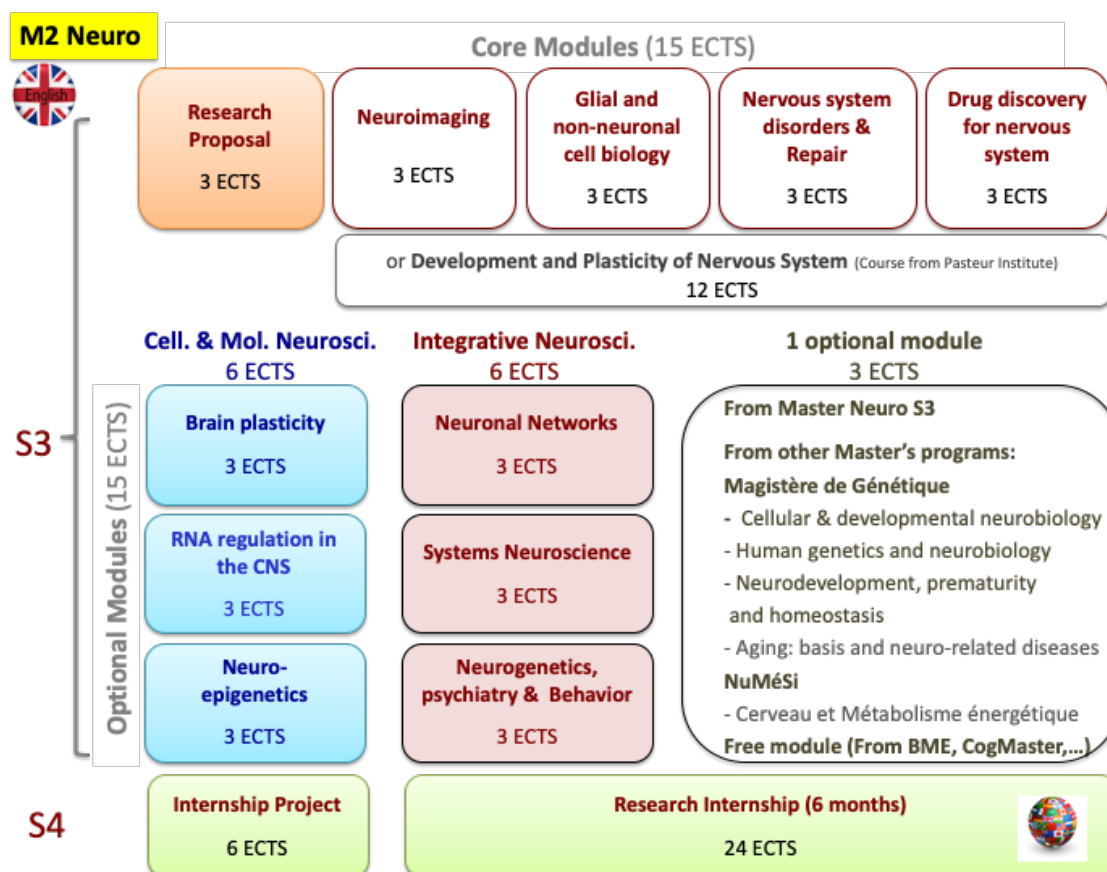 M2 Neuro
English
Core Modules (15 ECTS)
Research
Proposal
3 ECTS
Neuroimaging
3 ECTS
Glial and
non-neuronal
cell biology
3 ECTS
Nervous system
disorders &
Repair
3 ECTS
Drug discovery
for nervous
system
3 ECTS
or Development and Plasticity of Nervous System (Course from Pasteur Institute)
12 ECTS
S3
Optional Modules (15 ECTS)
Cell. & Mol. Neurosci.
6 ECTS
Brain plasticity
3 ECTS
RNA regulation in
the CNS
3 ECTS
Neuro-
epigenetics
3 ECTS
Integrative Neurosci.
6 ECTS
Neuronal Networks
3 ECTS
Systems Neuroscience
3 ECTS
Neurogenetics,
psychiatry & Behavior
3 ECTS
1 optional module
3 ECTS
From Master Neuro S3
From other Master's programs:
Magistère de Génétique
- Cellular & developmental neurobiology
- Human genetics and neurobiology
- Neurodevelopment, prematurity
and homeostasis
- Aging: basis and neuro-related diseases
NuMéSi
- Cerveau et Métabolisme énergétique
Free module (From BME, CogMaster,...)
S4
Internship Project
6 ECTS
Research Internship (6 months)
24 ECTS